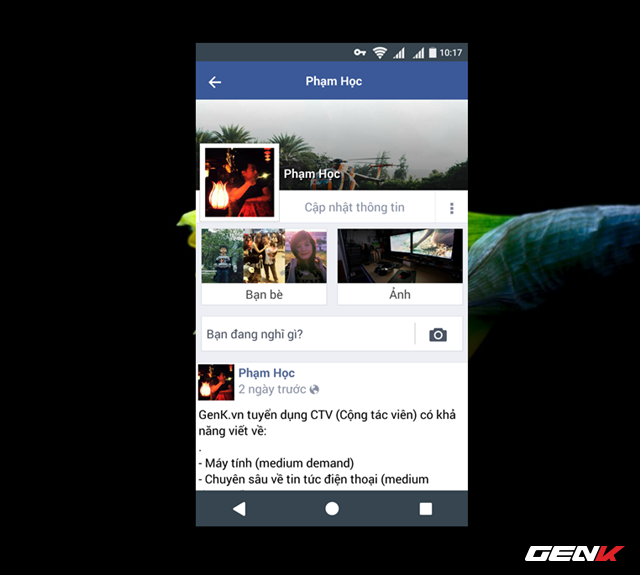 10:17
Phạm Học
Phạm Học
Cập nhật thông tin
Bạn bè
Ảnh
Bạn đang nghĩ gì?
Phạm Học
2 ngày trước
GenK.vn tuyển dụng CTV (Cộng tác viên) có khả
năng viết về:
.
- Máy tính (medium demand)
- Chuyên sâu về tin tức điện thoại (medium
GENK